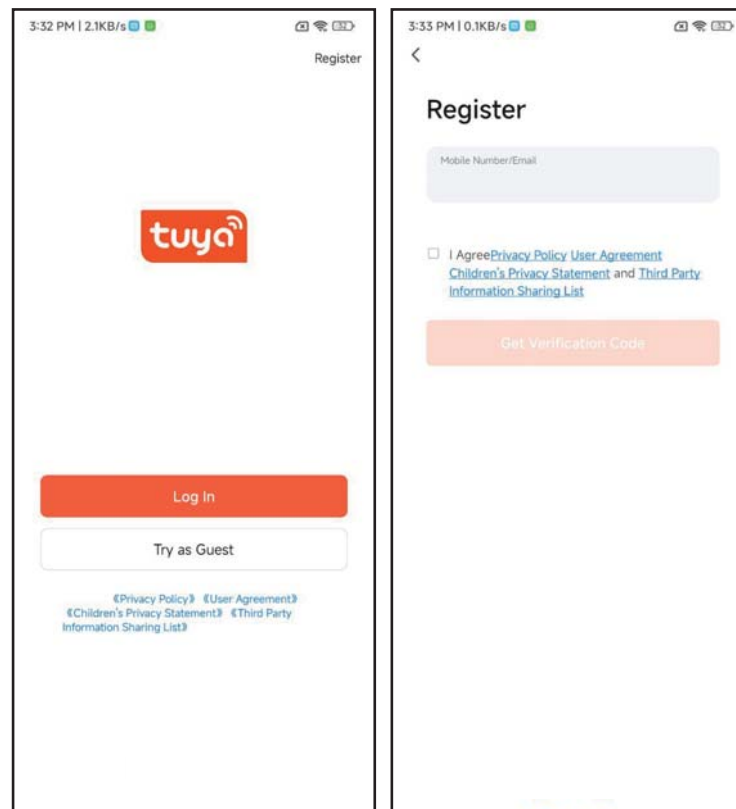 3:32 PM | 2.1KB/s
Register
tuya
Log In
Try as Guest
《Privacy Policy》 《User Agreement》
《Children's Privacy Statement》 《Third Party
Information Sharing List》
3:33 PM | 0.1KB/s
Register
Mobile Number/Email
I AgreePrivacy Policy User Agreement
Children's Privacy Statement and Third Party
Information Sharing List
Get Verification Code